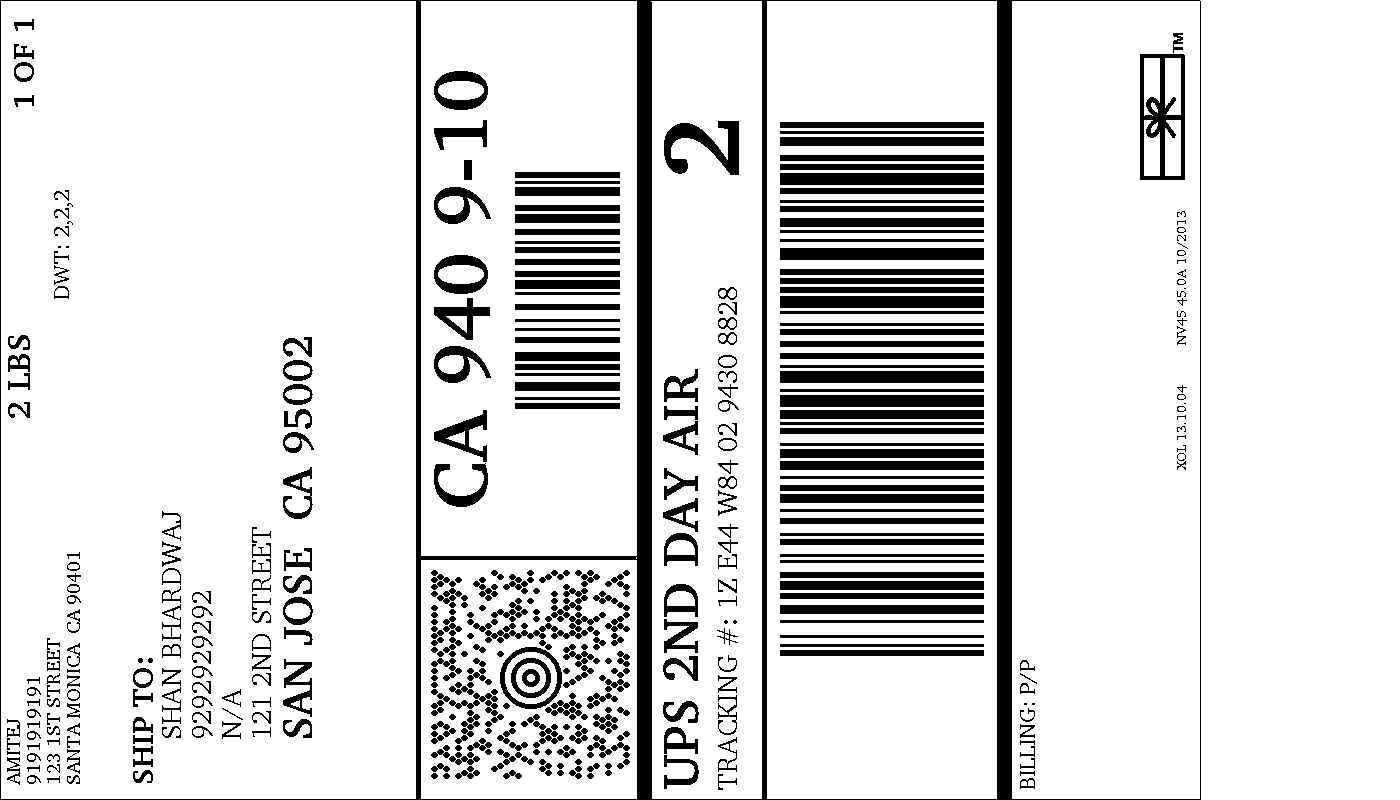 AMITEJ
9191919191
123 1ST STREET
SANTA MONICA CA 90401
2 LBS
1 OF 1
DWT: 2,2,2
SHIP TO:
SHAN BHARDWAJ
9292929292
N/A
121 2ND STREET
SAN JOSE CA 95002
CA 940 9-10
UPS 2ND DAY AIR
2
TRACKING #: 1Z E44 W84 02 9430 8828
BILLING: P/P
XOL 13.10.04 NV45 45.0A 10/2013
TM